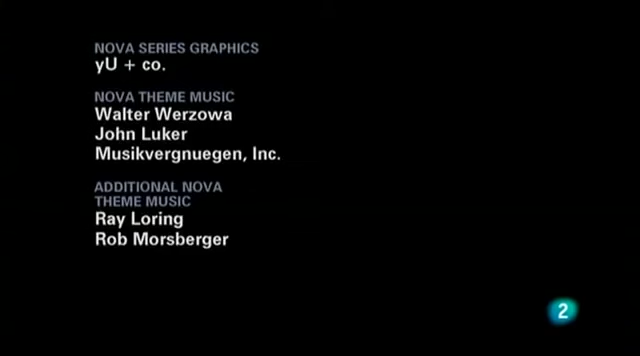 NOVA SERIES GRAPHICS
yU + co.
NOVA THEME MUSIC
Walter Werzowa
John Luker
Musikvergnuegen, Inc.
ADDITIONAL NOVA
THEME MUSIC
Ray Loring
Rob Morsberger
2